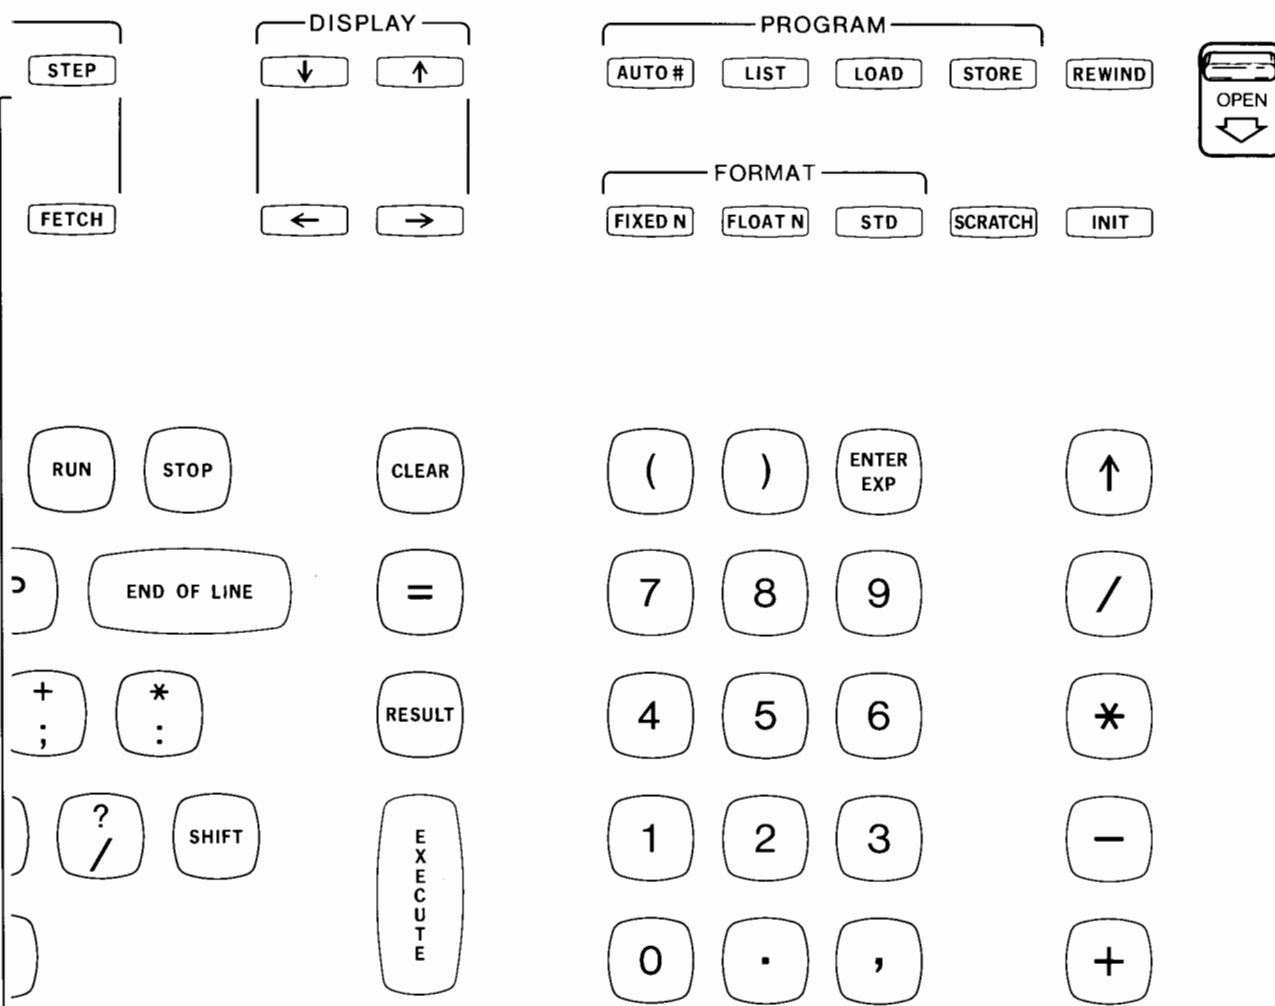 DISPLAY PROGRAM
STEP ↓ ↑ AUTO # LIST LOAD STORE REWIND
OPEN
FORMAT
FETCH ← → FIXED N FLOAT N STD SCRATCH INIT
RUN STOP CLEAR ( ) ENTER EXP ↑
END OF LINE = 7 8 9 /
+ ; * : RESULT 4 5 6 *
? / SHIFT EXECUTE 1 2 3 −
0 . , +